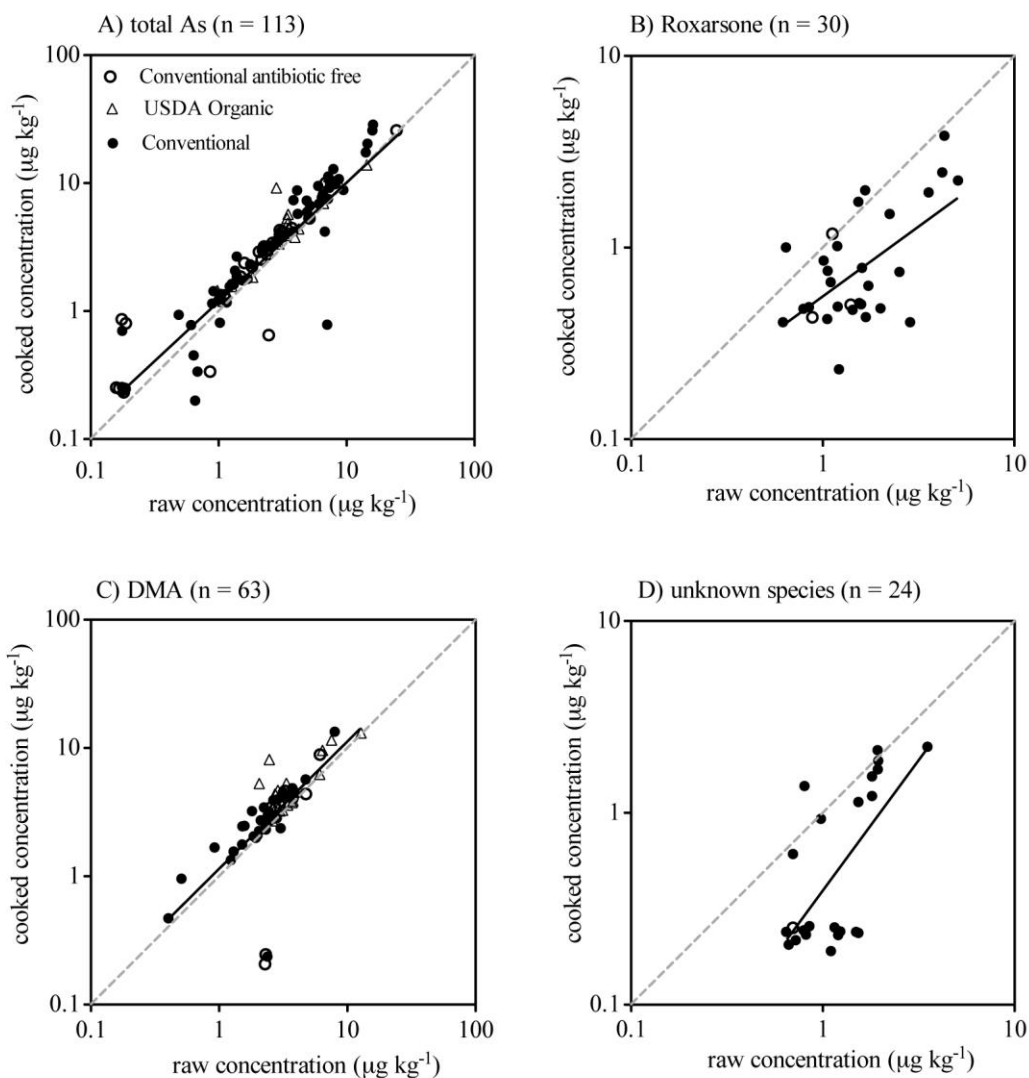 A) total As (n = 113)
100
10
1
0.1
cooked concentration (µg kg⁻¹)
Conventional antibiotic free
USDA Organic
Conventional
0.1 1 10 100
raw concentration (µg kg⁻¹)
B) Roxarsone (n = 30)
10
1
0.1
cooked concentration (µg kg⁻¹)
0.1 1 10
raw concentration (µg kg⁻¹)
C) DMA (n = 63)
100
10
1
0.1
cooked concentration (µg kg⁻¹)
0.1 1 10 100
raw concentration (µg kg⁻¹)
D) unknown species (n = 24)
10
1
0.1
cooked concentration (µg kg⁻¹)
0.1 1 10
raw concentration (µg kg⁻¹)